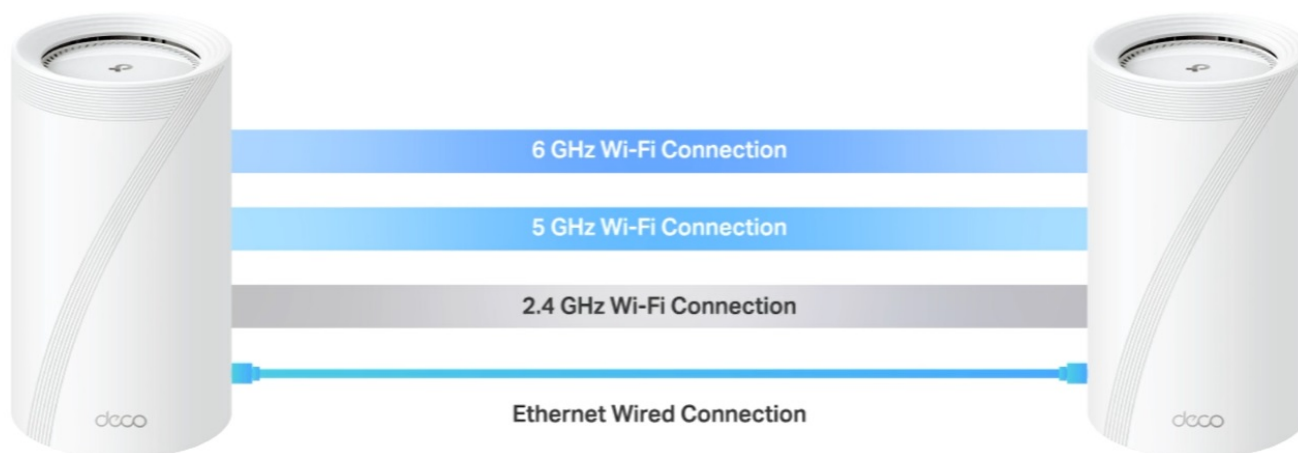 6 GHz Wi-Fi Connection
5 GHz Wi-Fi Connection
2.4 GHz Wi-Fi Connection
Ethernet Wired Connection
deco
deco